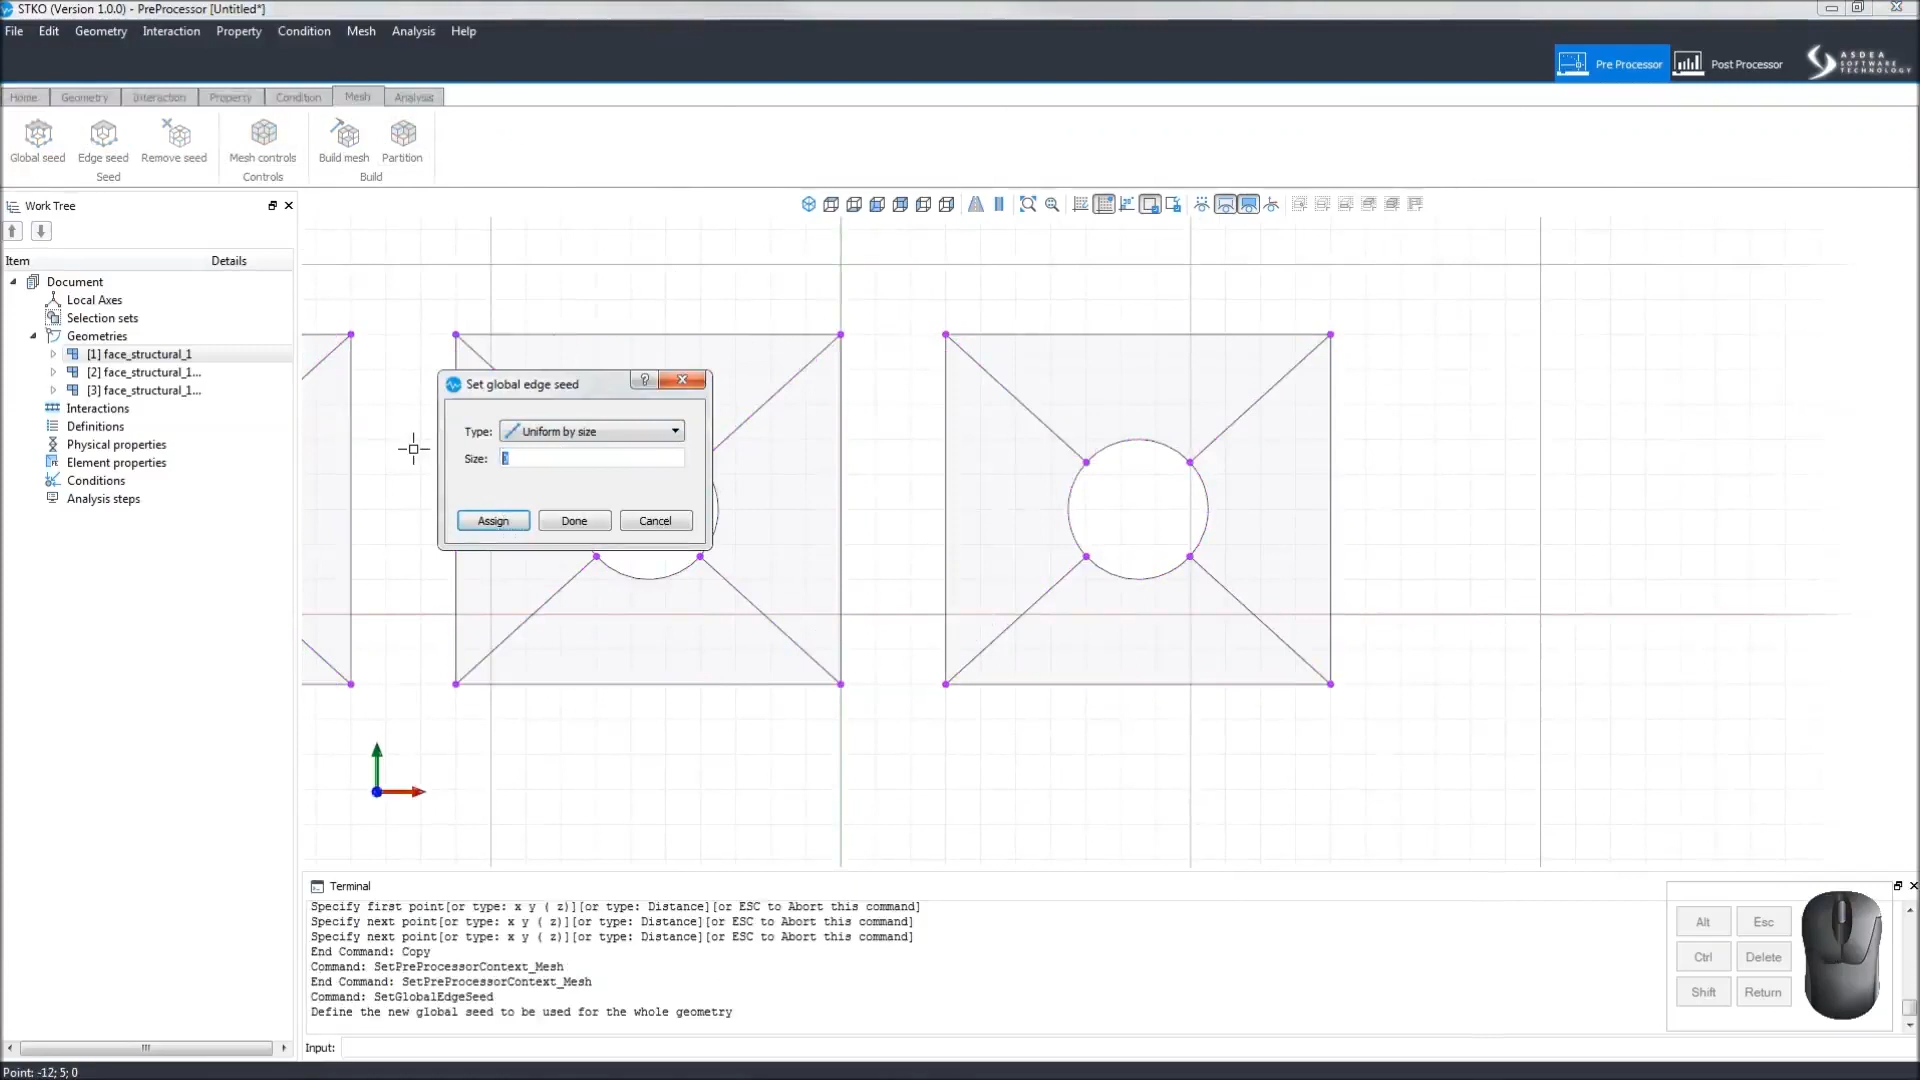 STKO (Version 1.0.0) - PreProcessor [Untitled*]
File Edit Geometry Interaction Property Condition Mesh Analysis Help
Pre Processor Post Processor ASDEA SOFTWARE TECHNOLOGY
Home Geometry Interaction Property Condition Mesh Analysis
Global seed Edge seed Remove seed Mesh controls Build mesh Partition
Seed Controls Build
Work Tree
Item Details
Document
Local Axes
Selection sets
Geometries
[1] face_structural_1
[2] face_structural_1...
[3] face_structural_1...
Interactions
Definitions
Physical properties
Element properties
Conditions
Analysis steps
Set global edge seed
Type: Uniform by size
Size:
Assign Done Cancel
Terminal
Specify first point[or type: x y ( z)][or type: Distance][or ESC to Abort this command]
Specify next point[or type: x y ( z)][or type: Distance][or ESC to Abort this command]
Specify next point[or type: x y ( z)][or type: Distance][or ESC to Abort this command]
End Command: Copy
Command: SetPreProcessorContext_Mesh
End Command: SetPreProcessorContext_Mesh
Command: SetGlobalEdgeSeed
Define the new global seed to be used for the whole geometry
Input:
Alt Esc
Ctrl Delete
Shift Return
Point: -12; 5; 0